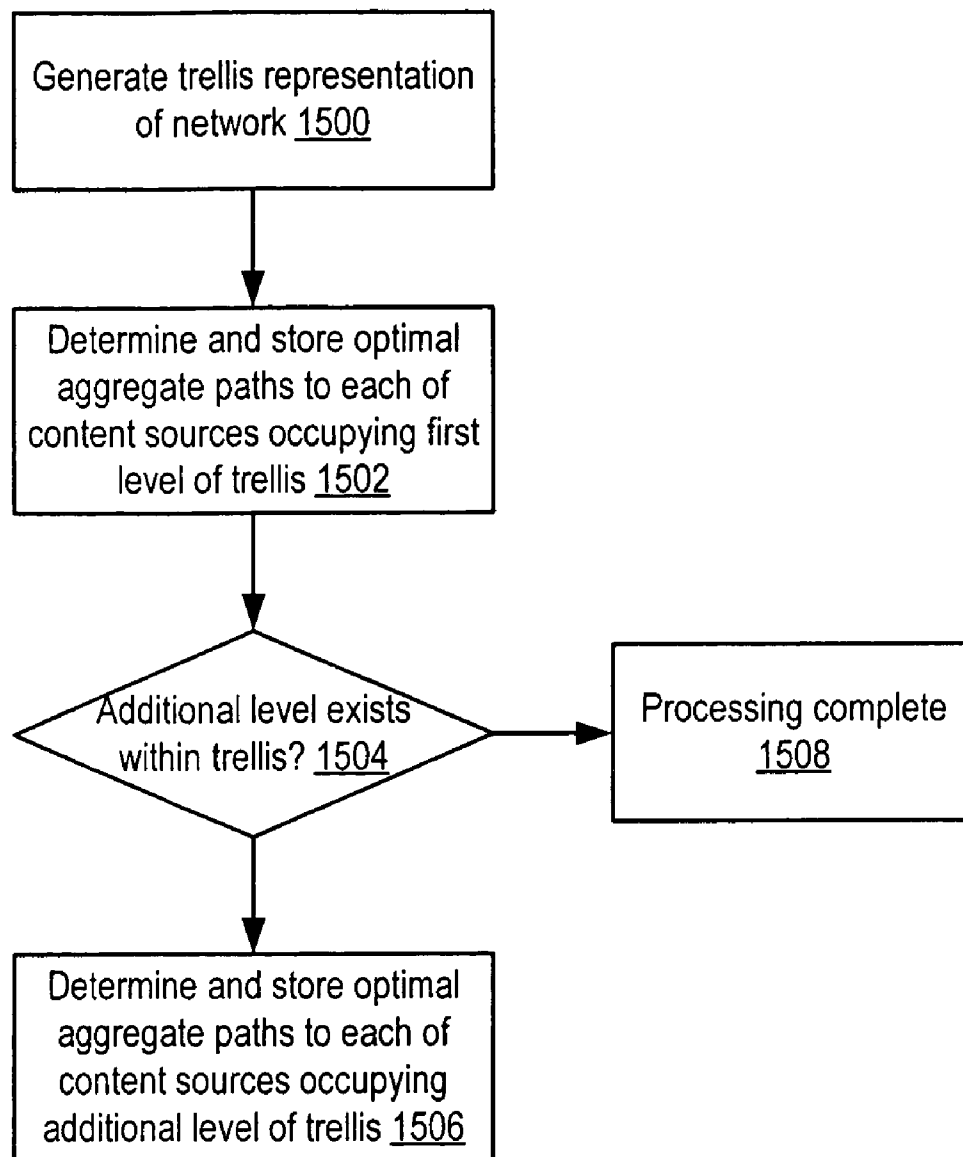 Generate trellis representation
of network 1500
Determine and store optimal
aggregate paths to each of
content sources occupying first
level of trellis 1502
Additional level exists
within trellis? 1504
Processing complete
1508
Determine and store optimal
aggregate paths to each of
content sources occupying
additional level of trellis 1506